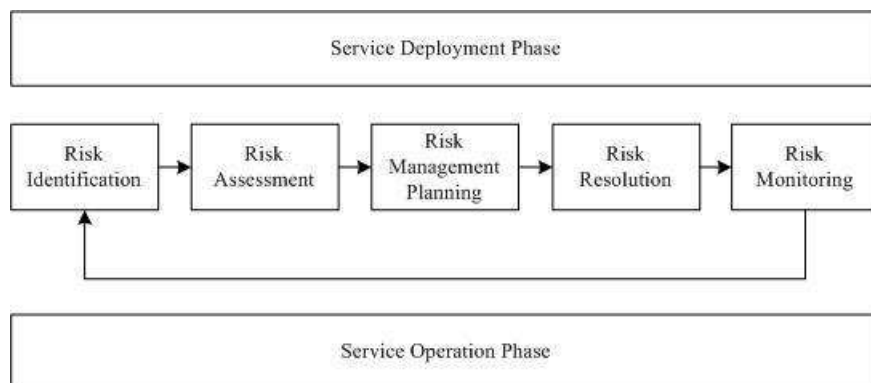 Service Deployment Phase
Risk
Identification
Risk
Assessment
Risk
Management
Planning
Risk
Resolution
Risk
Monitoring
Service Operation Phase